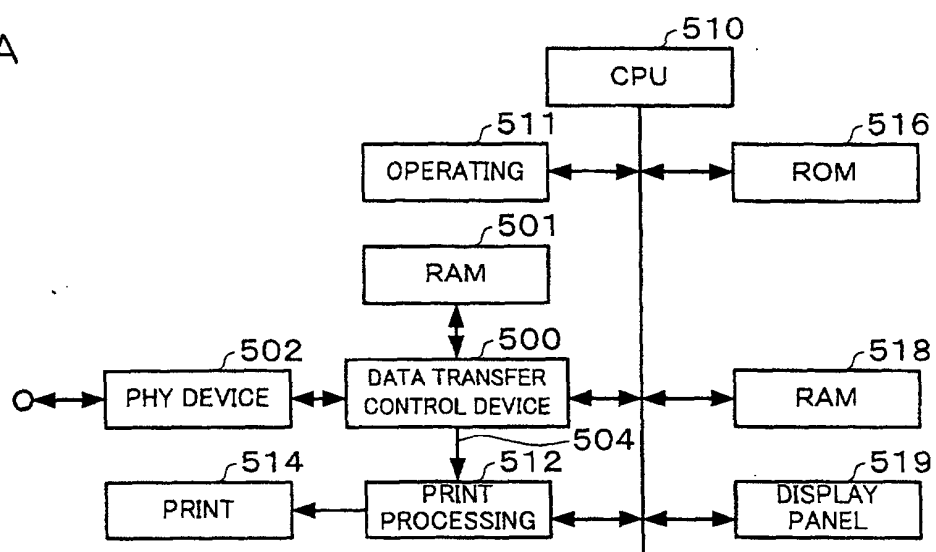 A
510
CPU
511
OPERATING
516
ROM
501
RAM
500
DATA TRANSFER
CONTROL DEVICE
502
PHY DEVICE
518
RAM
504
514
PRINT
512
PRINT
PROCESSING
519
DISPLAY
PANEL